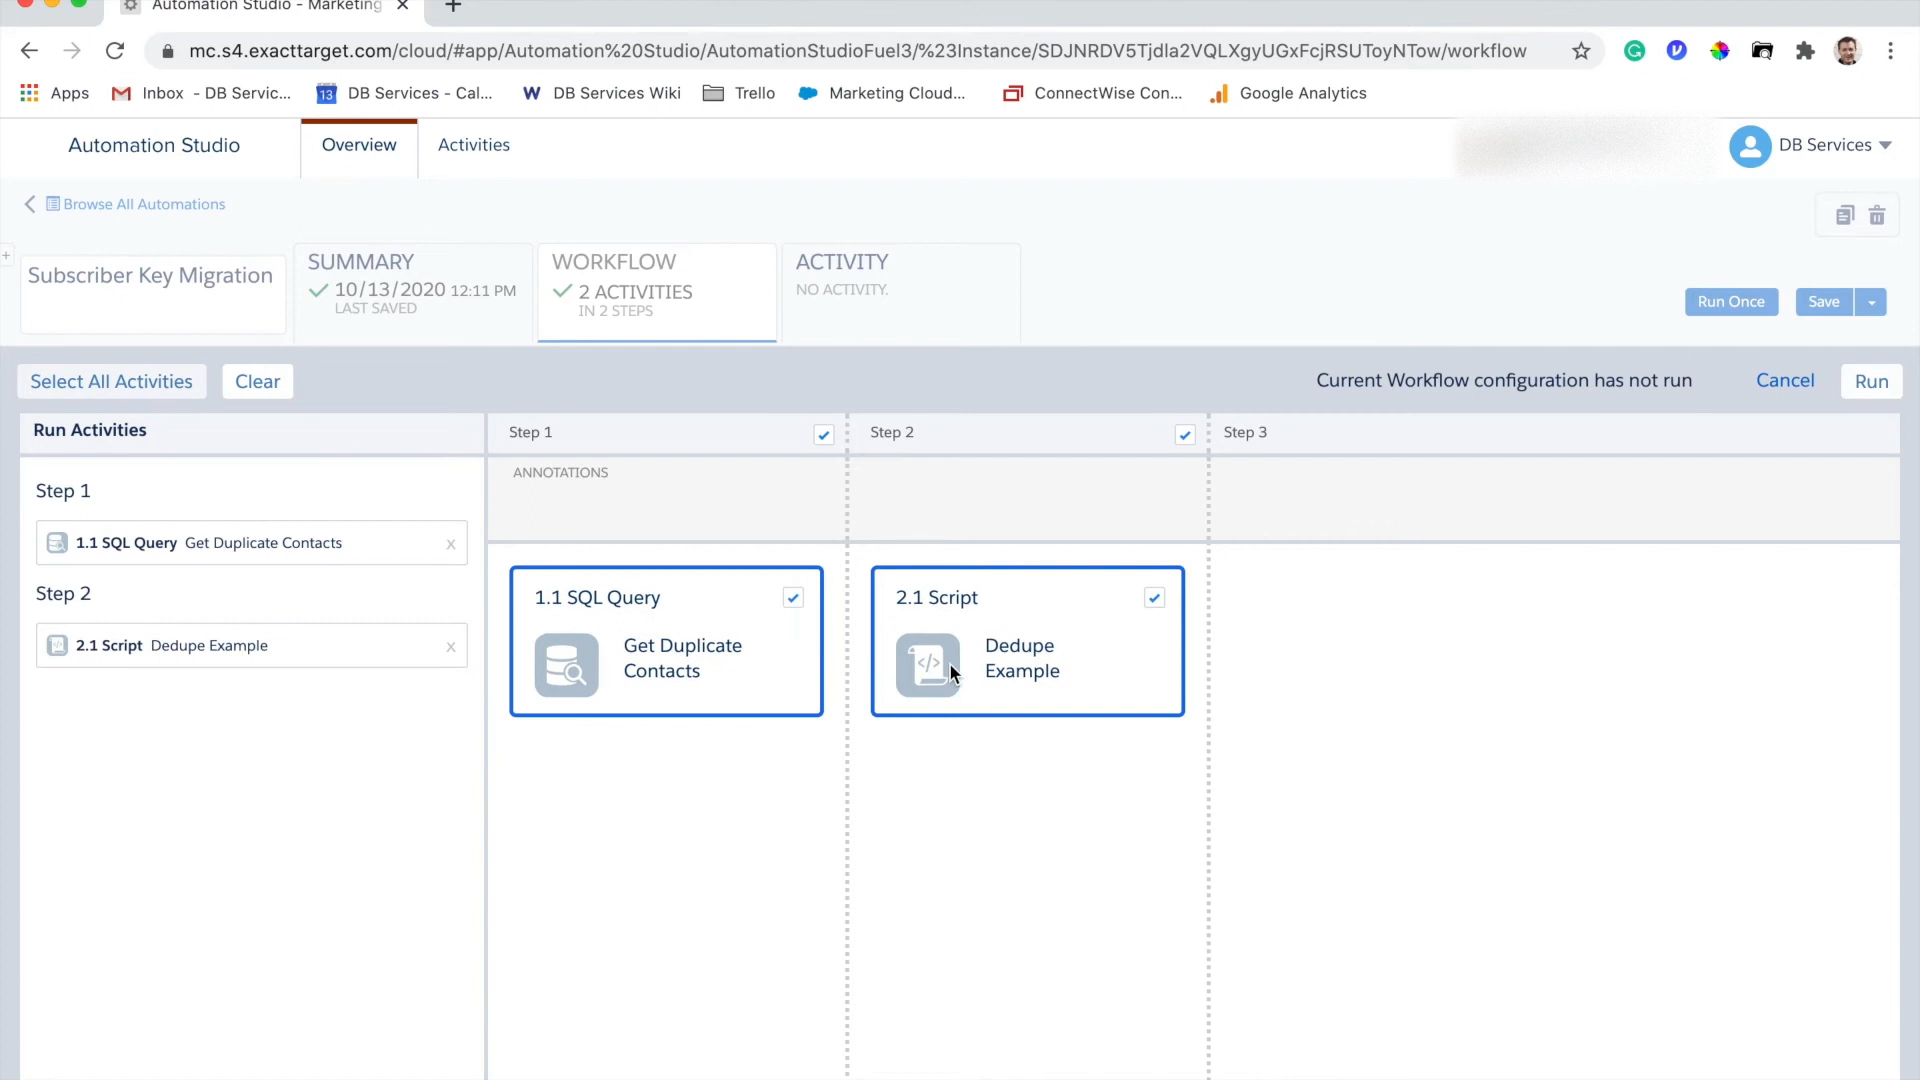 Automation Studio - Marketing
mc.s4.exacttarget.com/cloud/#app/Automation%20Studio/AutomationStudioFuel3/%23Instance/SDJNRDV5Tjdla2VQLXgyUGxFcjRSUToyNTow/workflow
Apps
Inbox - DB Servic...
13
DB Services - Cal...
W DB Services Wiki
Trello
Marketing Cloud...
ConnectWise Con...
Google Analytics
Automation Studio
Overview
Activities
DB Services
Browse All Automations
Subscriber Key Migration
SUMMARY
10/13/2020 12:11 PM
LAST SAVED
WORKFLOW
2 ACTIVITIES
IN 2 STEPS
ACTIVITY
NO ACTIVITY.
Run Once
Save
Select All Activities
Clear
Current Workflow configuration has not run
Cancel
Run
Run Activities
Step 1
Step 2
Step 3
ANNOTATIONS
Step 1
1.1 SQL Query Get Duplicate Contacts x
Step 2
2.1 Script Dedupe Example x
1.1 SQL Query
Get Duplicate
Contacts
2.1 Script
Dedupe
Example